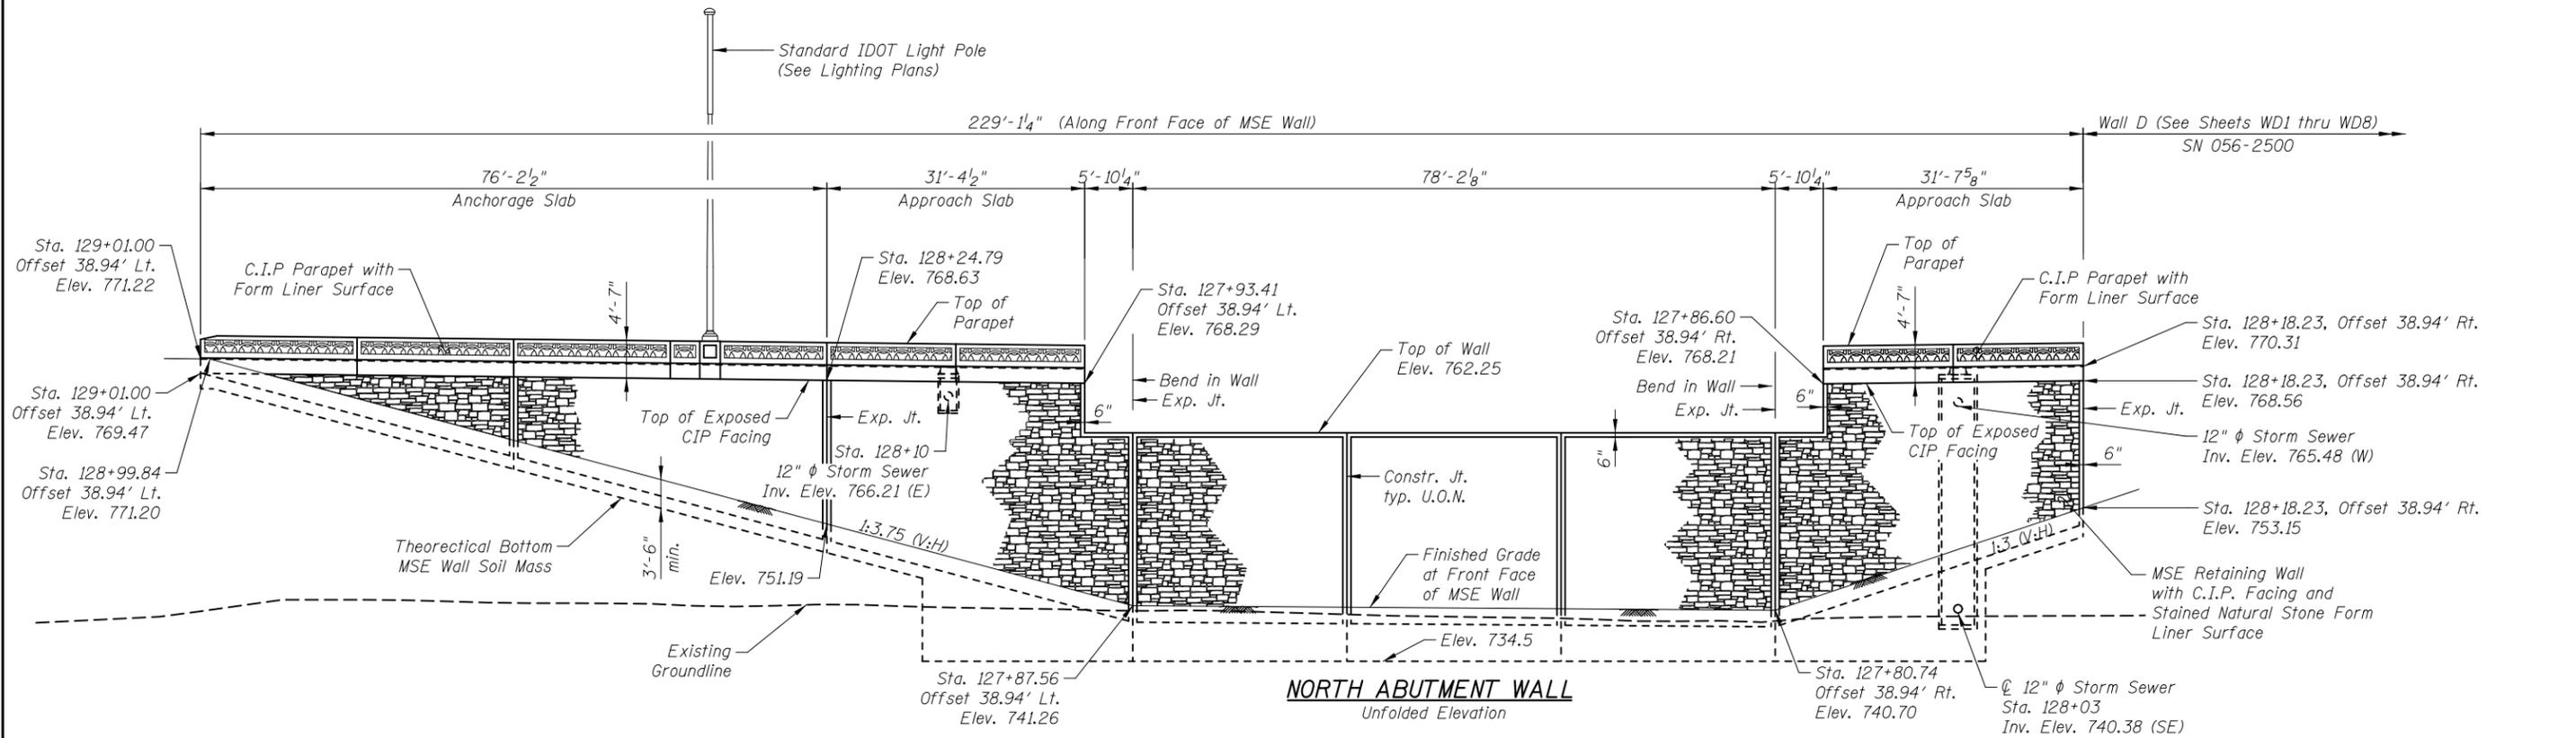 Standard IDOT Light Pole
(See Lighting Plans)
229'-1¼" (Along Front Face of MSE Wall)
Wall D (See Sheets WD1 thru WD8)
SN 056-2500
76'-2½"
Anchorage Slab
31'-4½"
Approach Slab
5'-10¼"
78'-2⅛"
5'-10¼"
31'-7⅝"
Approach Slab
Sta. 129+01.00
Offset 38.94' Lt.
Elev. 771.22
C.I.P Parapet with
Form Liner Surface
4'-7"
Sta. 128+24.79
Elev. 768.63
Top of
Parapet
Sta. 127+93.41
Offset 38.94' Lt.
Elev. 768.29
Bend in Wall
Exp. Jt.
Top of Wall
Elev. 762.25
Sta. 127+86.60
Offset 38.94' Rt.
Elev. 768.21
Bend in Wall
Exp. Jt.
Top of
Parapet
C.I.P Parapet with
Form Liner Surface
4'-7"
Sta. 128+18.23, Offset 38.94' Rt.
Elev. 770.31
Sta. 128+18.23, Offset 38.94' Rt.
Elev. 768.56
Exp. Jt.
12" ϕ Storm Sewer
Inv. Elev. 765.48 (W)
6"
Sta. 128+18.23, Offset 38.94' Rt.
Elev. 753.15
Sta. 129+01.00
Offset 38.94' Lt.
Elev. 769.47
Sta. 128+99.84
Offset 38.94' Lt.
Elev. 771.20
Top of Exposed
CIP Facing
Exp. Jt.
Sta. 128+10
12" ϕ Storm Sewer
Inv. Elev. 766.21 (E)
6"
6"
6"
Top of Exposed
CIP Facing
Constr. Jt.
typ. U.O.N.
Theorectical Bottom
MSE Wall Soil Mass
3'-6"
min.
1:3.75 (V:H)
Elev. 751.19
Finished Grade
at Front Face
of MSE Wall
1:3 (V:H)
MSE Retaining Wall
with C.I.P. Facing and
Stained Natural Stone Form
Liner Surface
Existing
Groundline
Elev. 734.5
Sta. 127+87.56
Offset 38.94' Lt.
Elev. 741.26
Sta. 127+80.74
Offset 38.94' Rt.
Elev. 740.70
℄ 12" ϕ Storm Sewer
Sta. 128+03
Inv. Elev. 740.38 (SE)
NORTH ABUTMENT WALL
Unfolded Elevation